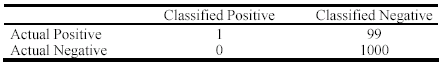 Classified Positive Classified Negative
Actual Positive 1 99
Actual Negative 0 1000